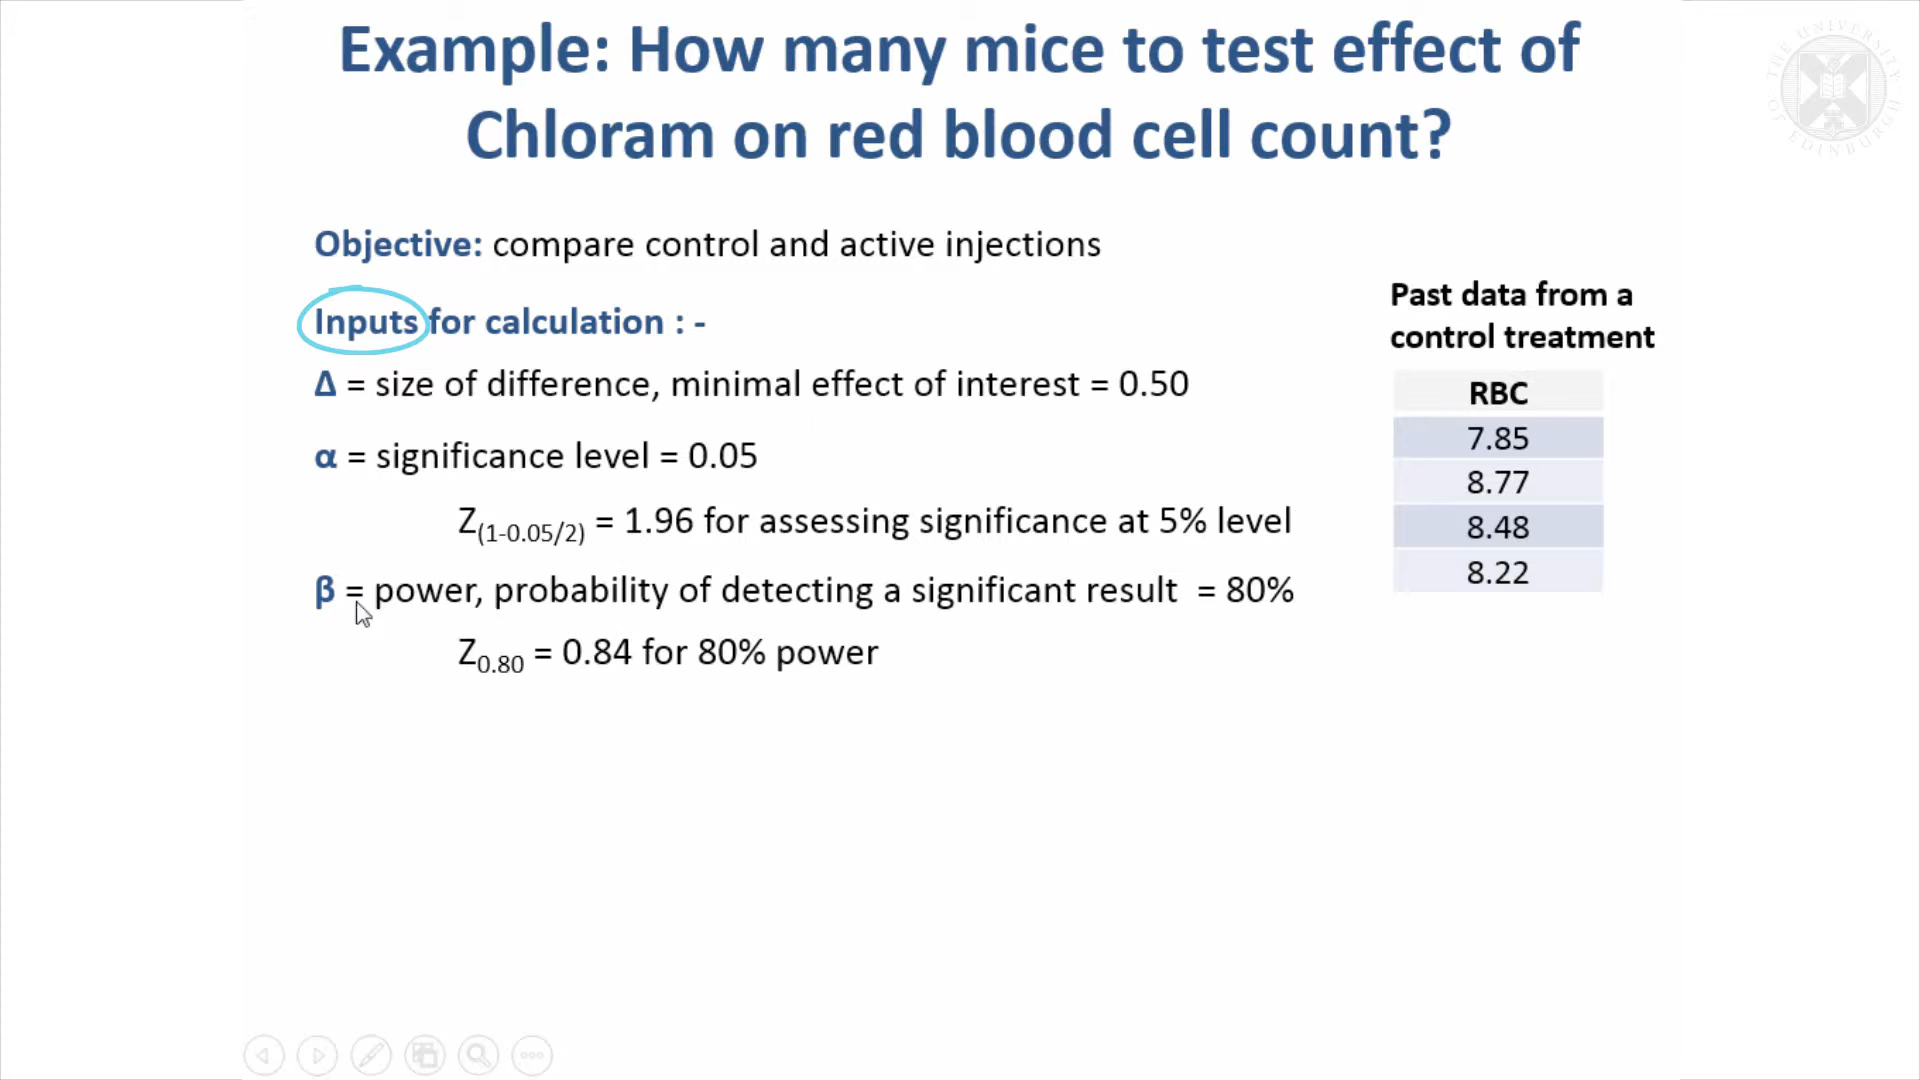 Example: How many mice to test effect of
Chloram on red blood cell count?
THE UNIVERSITY OF EDINBURGH
Objective: compare control and active injections
Inputs for calculation : -
Δ = size of difference, minimal effect of interest = 0.50
α = significance level = 0.05
Z(1-0.05/2) = 1.96 for assessing significance at 5% level
β = power, probability of detecting a significant result = 80%
Z0.80 = 0.84 for 80% power
Past data from a
control treatment
RBC
7.85
8.77
8.48
8.22